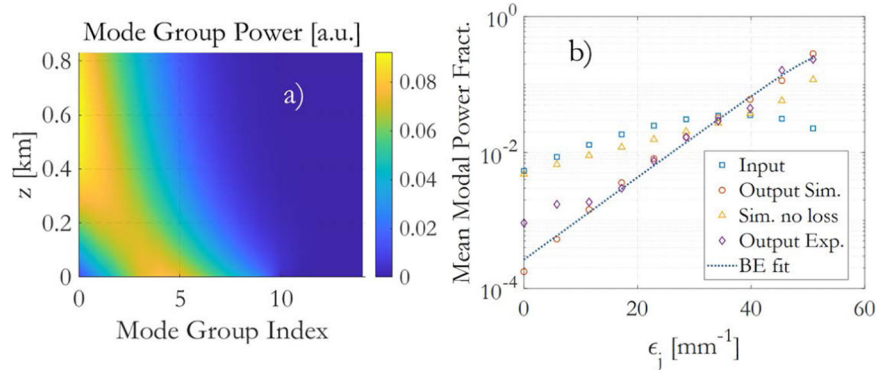 Mode Group Power [a.u.]
a)
0.8
0.6
0.4
0.2
0
z [km]
0
5
10
Mode Group Index
0.08
0.06
0.04
0.02
0
b)
10⁰
10⁻²
10⁻⁴
Mean Modal Power Fract.
Input
Output Sim.
Sim. no loss
Output Exp.
BE fit
0
20
40
60
ϵⱼ [mm⁻¹]